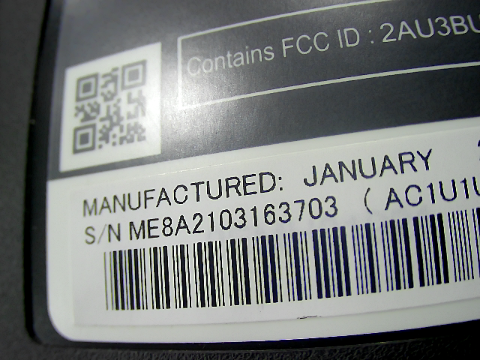 Contains FCC ID : 2AU3BU
MANUFACTURED: JANUARY
S/N ME8A2103163703 ( AC1U1U